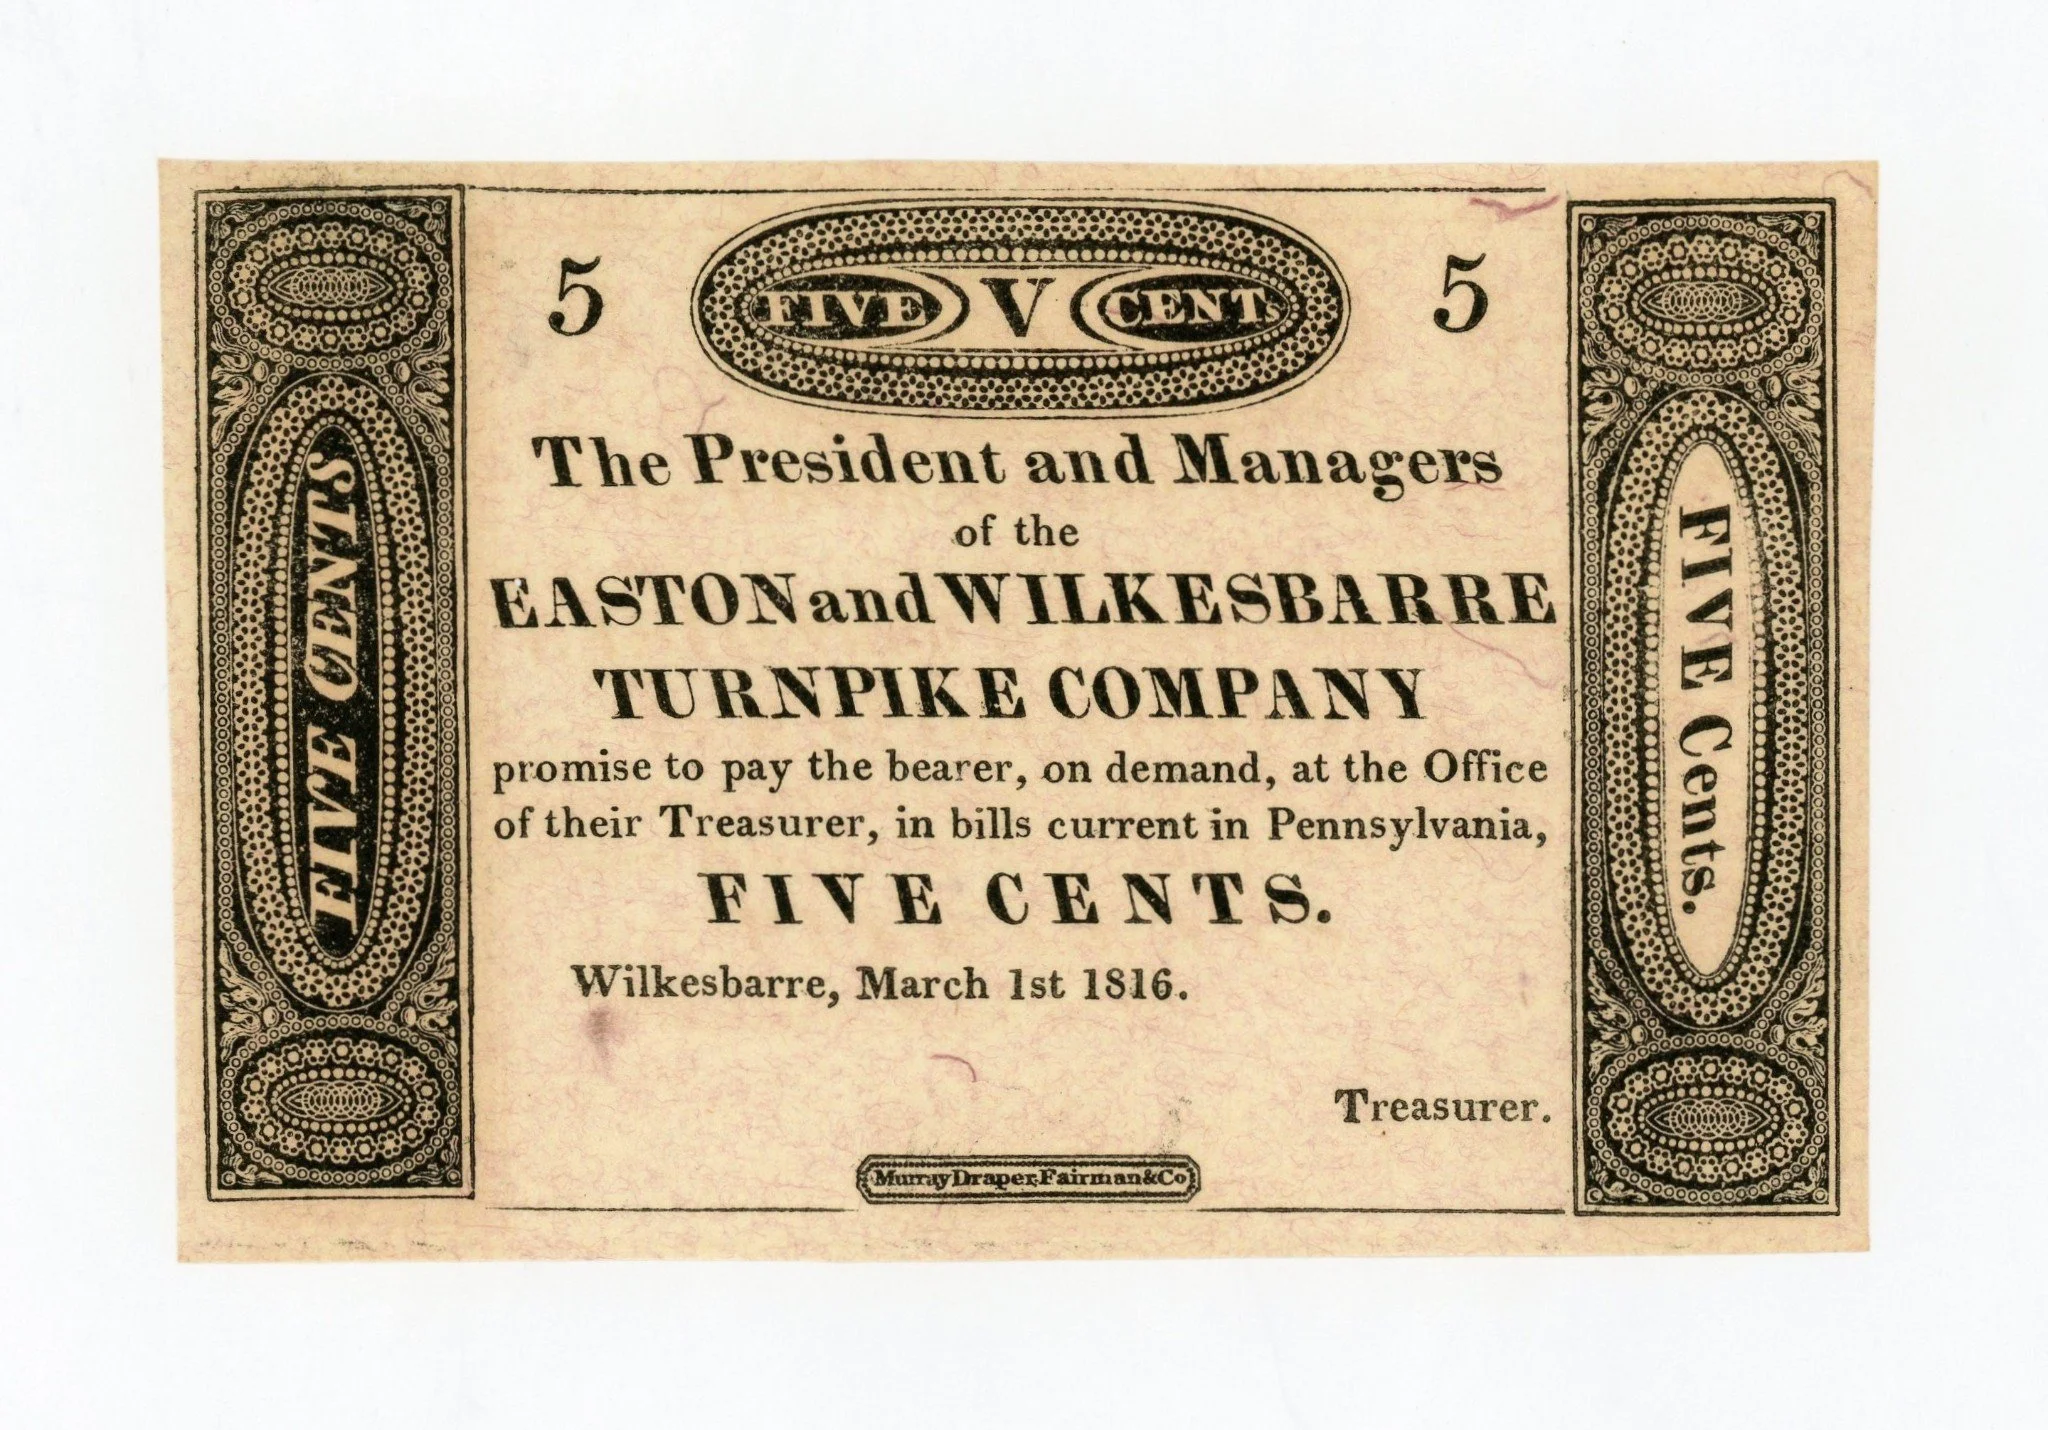 5 FIVE V CENTS 5
The President and Managers
of the
EASTON and WILKESBARRE
TURNPIKE COMPANY
promise to pay the bearer, on demand, at the Office
of their Treasurer, in bills current in Pennsylvania,
FIVE CENTS.
Wilkesbarre, March 1st 1816.
Treasurer.
Murray Draper, Fairman & Co
FIVE CENTS
FIVE Cents.